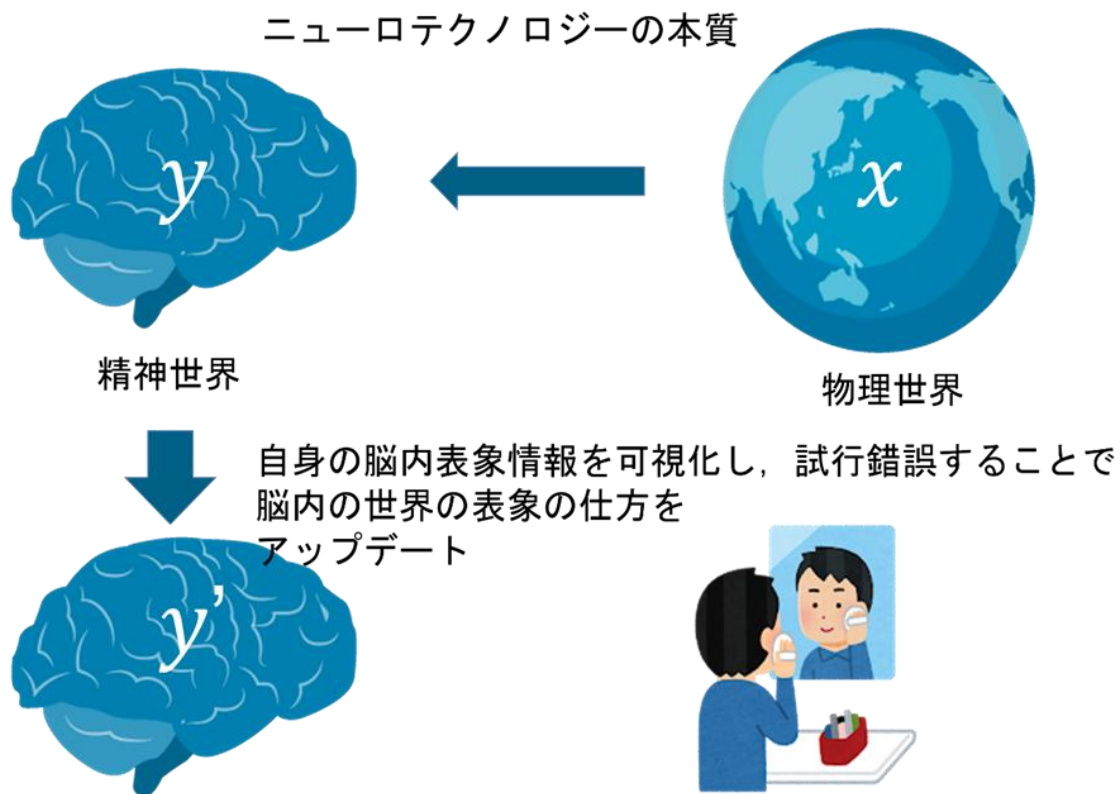 ニューロテクノロジーの本質
y
x
精神世界
物理世界
自身の脳内表象情報を可視化し，試行錯誤することで
脳内の世界の表象の仕方を
アップデート
y’